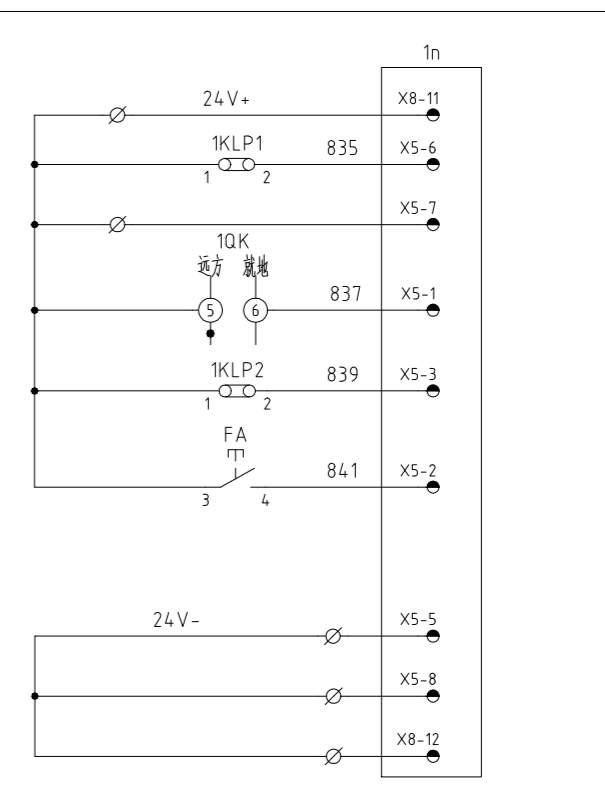 1n
24V+ X8-11
1KLP1 835 X5-6
1 2
X5-7
1QK
远方 就地
5 6 837 X5-1
1KLP2 839 X5-3
1 2
FA
841 X5-2
3 4
24V- X5-5
X5-8
X8-12